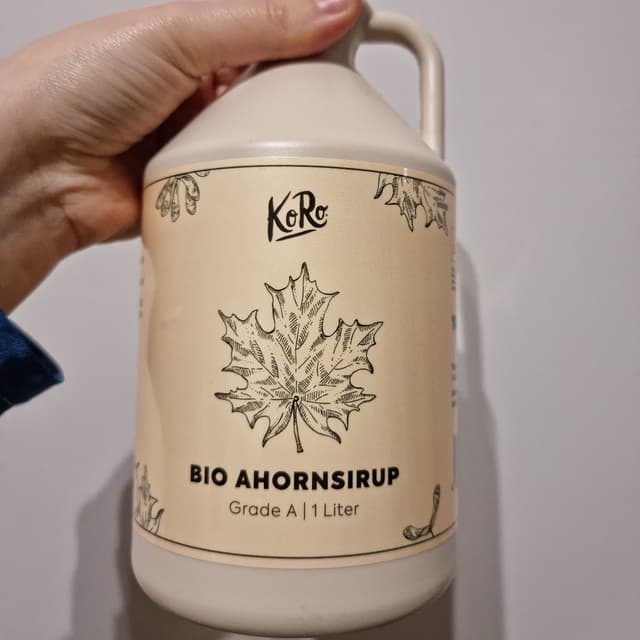 KoRo
BIO AHORNSIRUP
Grade A | 1 Liter